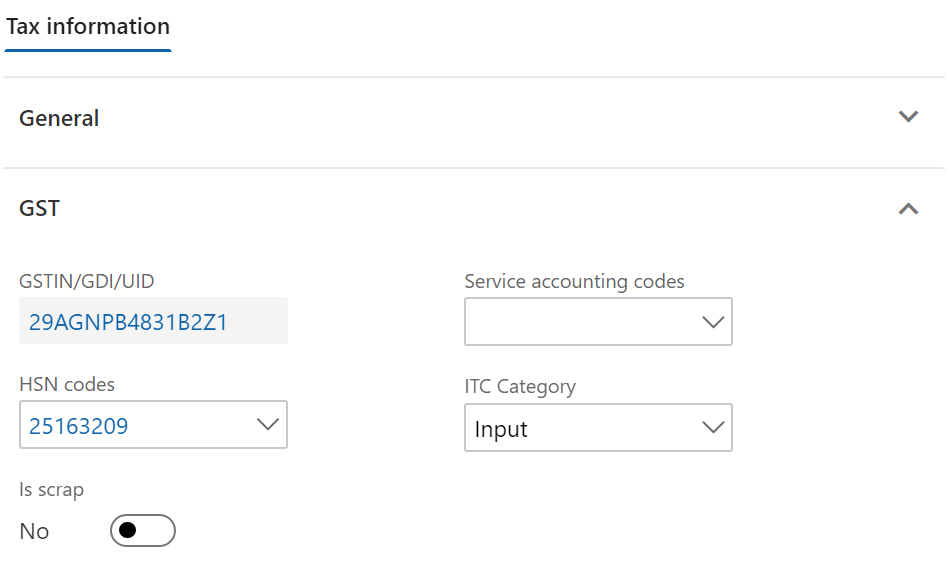 Tax information
General
GST
GSTIN/GDI/UID
29AGNPB4831B2Z1
Service accounting codes
HSN codes
25163209
ITC Category
Input
Is scrap
No